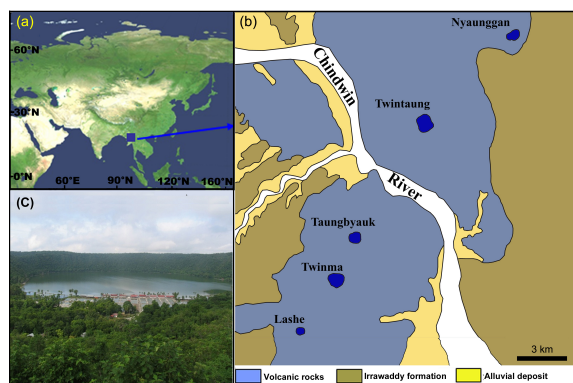 (a)
60°N
30°N
0°N
60°E
90°E
120°E
150°E
160°N
(b)
Nyaunggan
Chindwin
Twintaung
River
Taungbyauk
Twinma
Lashe
3 km
(C)
Volcanic rocks
Irrawaddy formation
Alluvial deposit